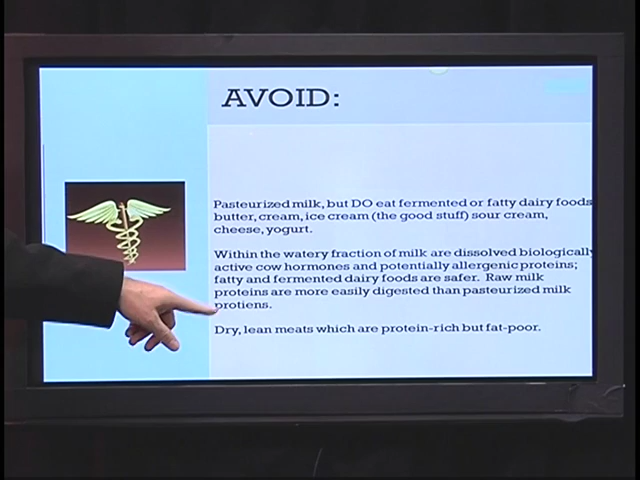 AVOID:
Pasteurized milk, but DO eat fermented or fatty dairy foods
butter, cream, ice cream (the good stuff) sour cream,
cheese, yogurt.
Within the watery fraction of milk are dissolved biologically
active cow hormones and potentially allergenic proteins;
fatty and fermented dairy foods are safer. Raw milk
proteins are more easily digested than pasteurized milk
protiens.
Dry, lean meats which are protein-rich but fat-poor.